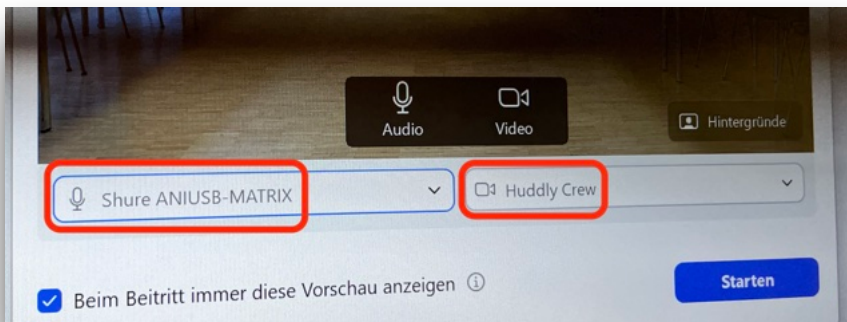 Audio Video
Hintergründe
Shure ANIUSB-MATRIX Huddly Crew
Beim Beitritt immer diese Vorschau anzeigen
Starten